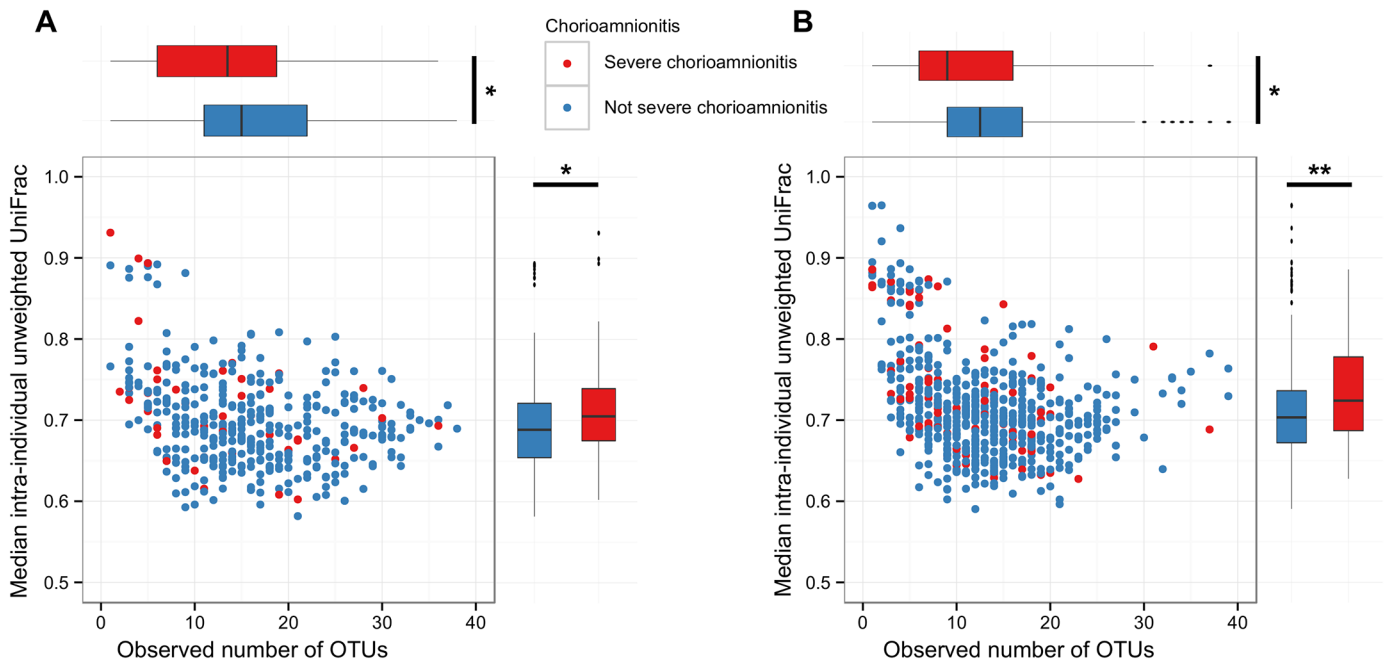 A
Chorioamnionitis
Severe chorioamnionitis
Not severe chorioamnionitis
*
*
Median intra-individual unweighted UniFrac
1.0
0.9
0.8
0.7
0.6
0.5
0 10 20 30 40
Observed number of OTUs
B
*
**
Median intra-individual unweighted UniFrac
1.0
0.9
0.8
0.7
0.6
0.5
0 10 20 30 40
Observed number of OTUs